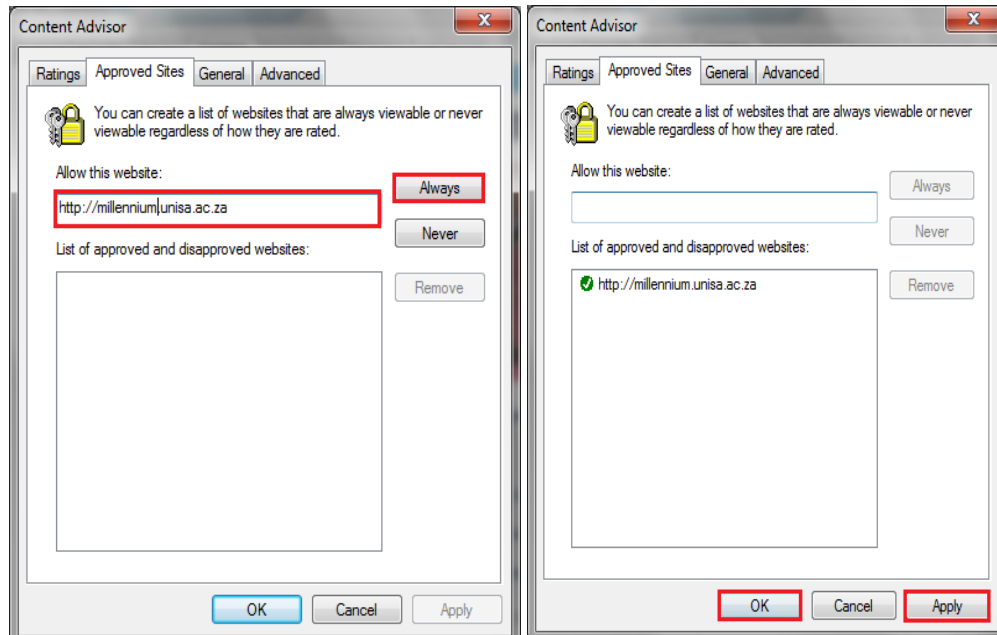 Content Advisor
X
Ratings Approved Sites General Advanced
You can create a list of websites that are always viewable or never
viewable regardless of how they are rated.
Allow this website:
http://millennium.unisa.ac.za
Always
Never
List of approved and disapproved websites:
Remove
OK Cancel Apply
Content Advisor
X
Ratings Approved Sites General Advanced
You can create a list of websites that are always viewable or never
viewable regardless of how they are rated.
Allow this website:
Always
Never
List of approved and disapproved websites:
http://millennium.unisa.ac.za
Remove
OK Cancel Apply